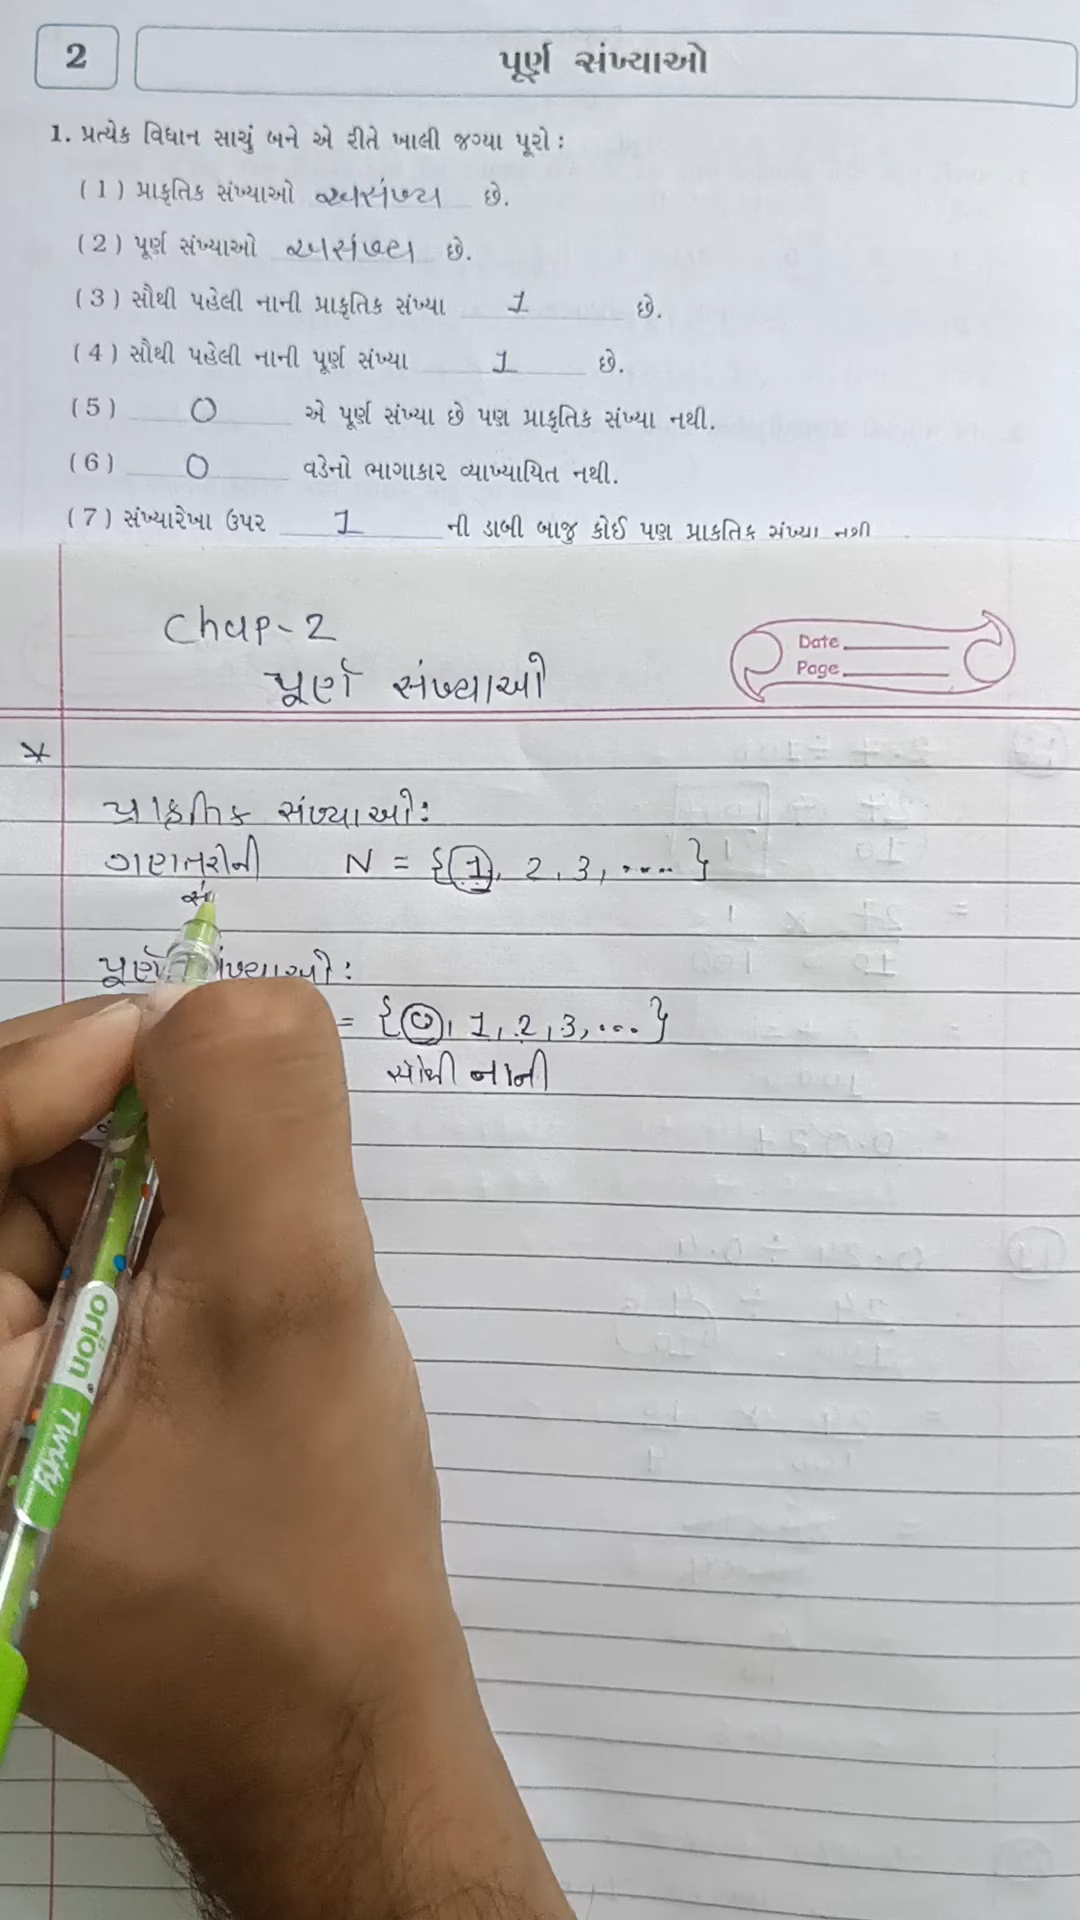 2
પૂર્ણ સંખ્યાઓ
1. પ્રત્યેક વિધાન સાચું બને એ રીતે ખાલી જગ્યા પૂરો :
(1) પ્રાકૃતિક સંખ્યાઓ અસંખ્ય છે.
(2) પૂર્ણ સંખ્યાઓ અસંખ્ય છે.
(3) સૌથી પહેલી નાની પ્રાકૃતિક સંખ્યા 1 છે.
(4) સૌથી પહેલી નાની પૂર્ણ સંખ્યા 1 છે.
(5) 0 એ પૂર્ણ સંખ્યા છે પણ પ્રાકૃતિક સંખ્યા નથી.
(6) 0 વડેનો ભાગાકાર વ્યાખ્યાયિત નથી.
(7) સંખ્યારેખા ઉપર 1 ની ડાબી બાજુ કોઈ પણ પ્રાકૃતિક સંખ્યા નથી
Chap-2
પૂર્ણ સંખ્યાઓ
Date
Page
*
પ્રાકૃતિક સંખ્યાઓ:
ગણતરીની N = {1, 2, 3, .... }
સં
પૂર્ણ સંખ્યાઓ:
= {0, 1, 2, 3, ... }
સૌથી નાની
orion Twisty